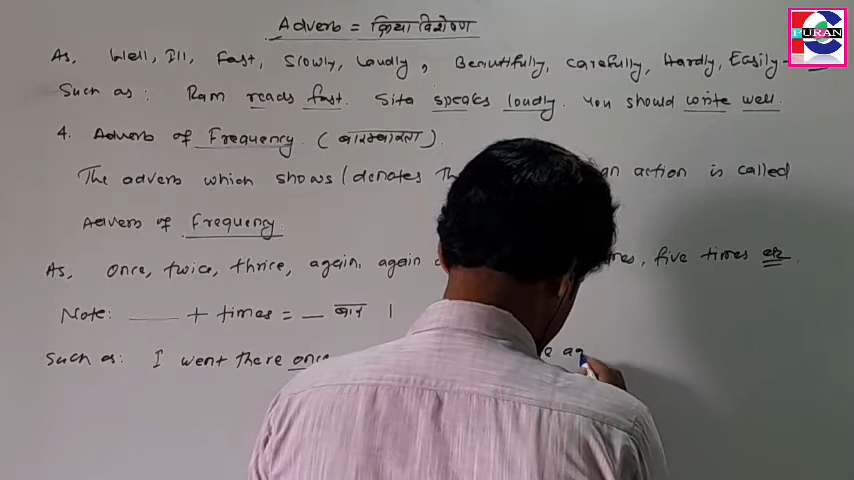 Adverb = क्रिया विशेषण
PURAN
As, Well, Ill, Fast, Slowly, Loudly, Beautifully, Carefully, Hardly, Easily-
Such as: Ram reads fast. Sita speaks loudly. You should write well.
4. Adverb of Frequency. (बारम्बारता).
The adverb which shows/denotes an action is called
Adverb of Frequency.
As, once, twice, thrice, again, again five times etc.
Note: ___ + times = __ बार ।
Such as: I went there once